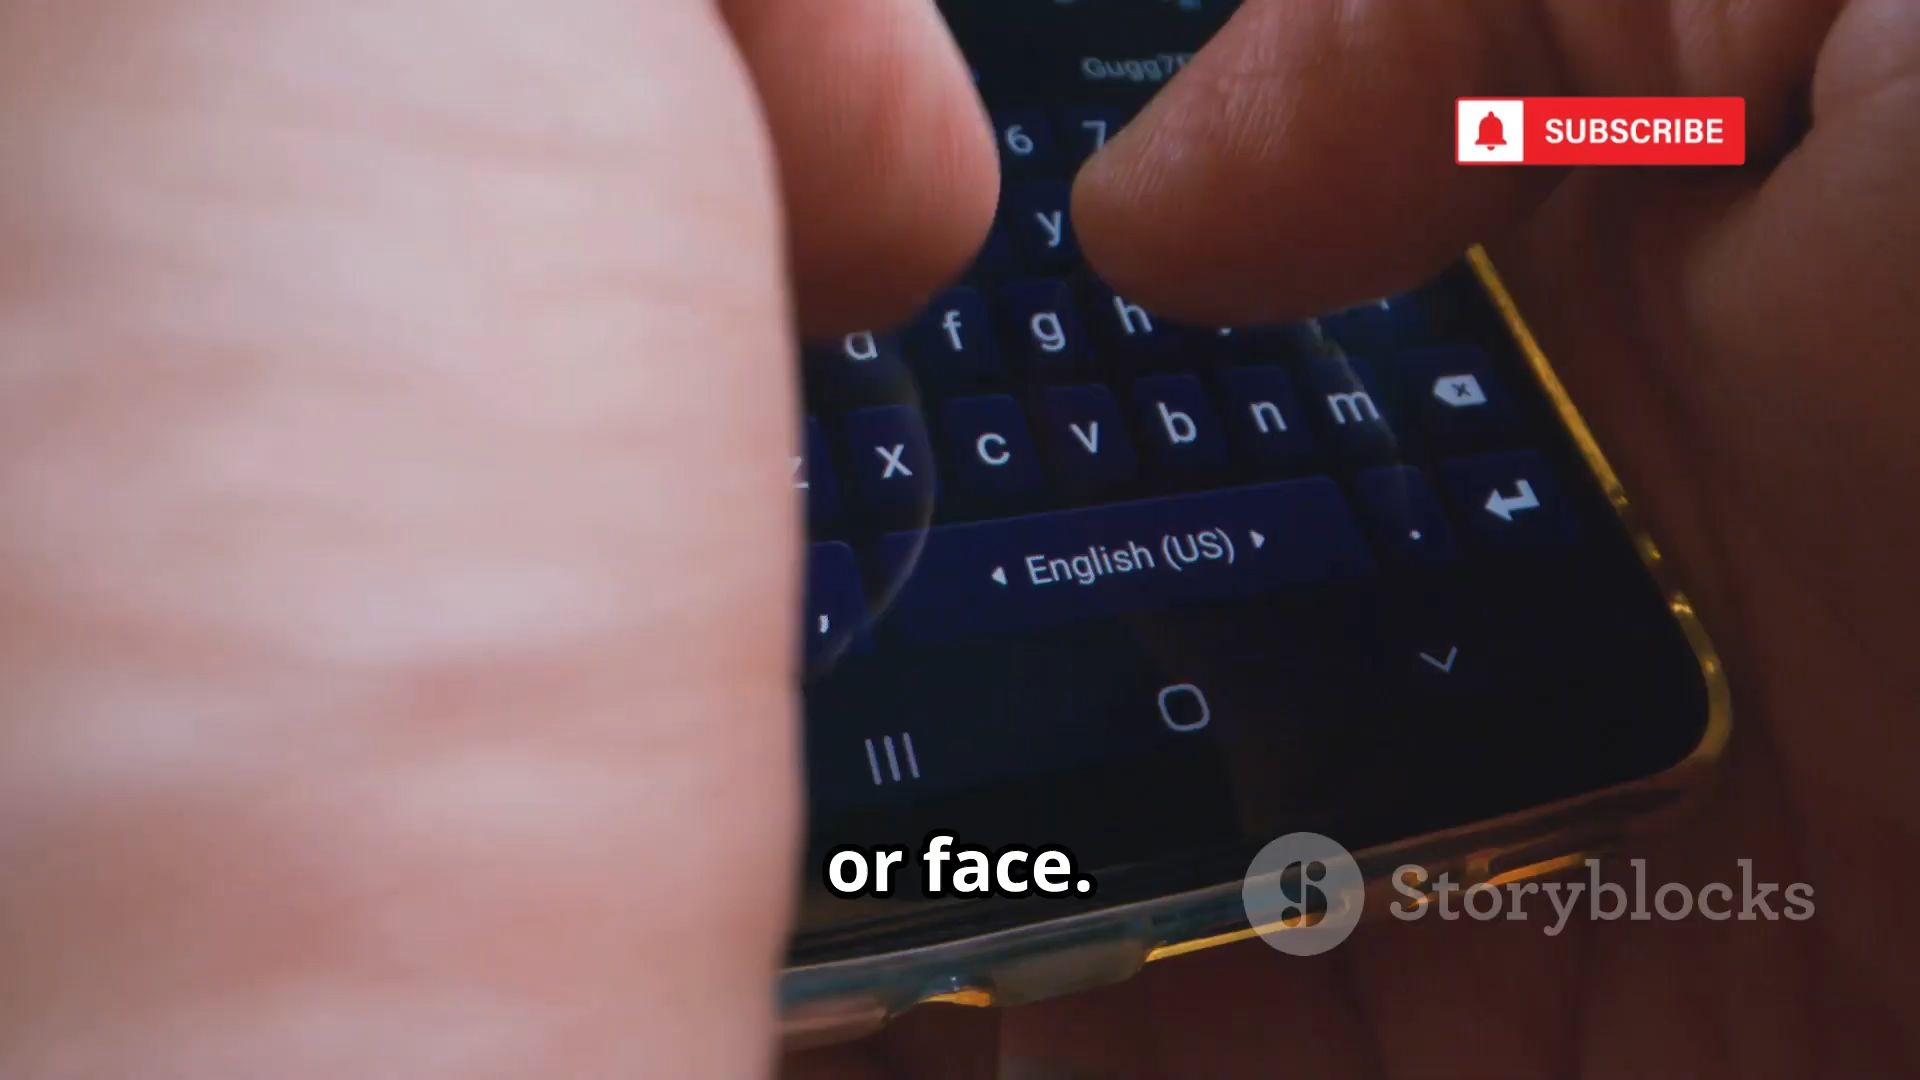 SUBSCRIBE
6 7
y
f g h
x c v b n m
English (US) .
,
or face.
Storyblocks